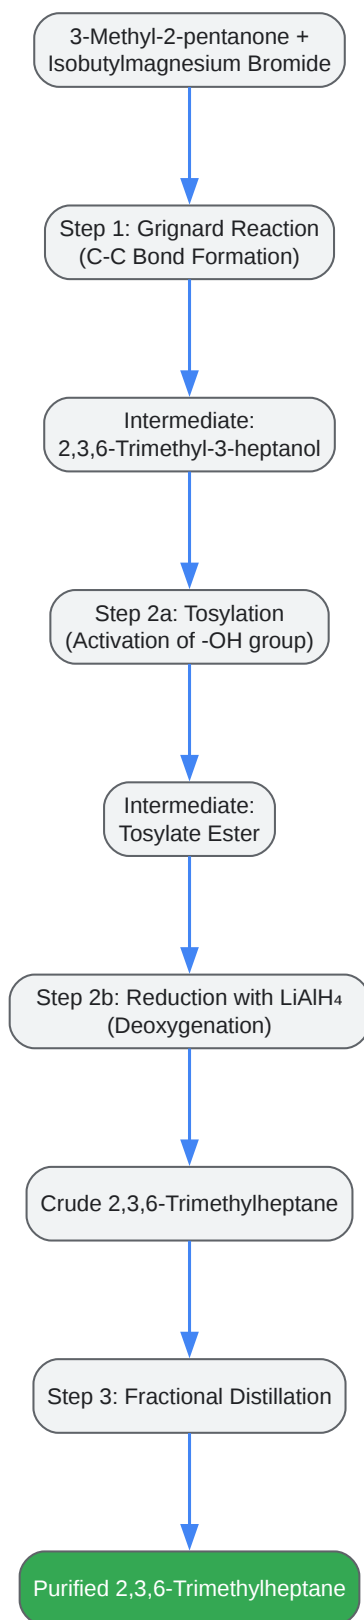 3-Methyl-2-pentanone +
Isobutylmagnesium Bromide
Step 1: Grignard Reaction
(C-C Bond Formation)
Intermediate:
2,3,6-Trimethyl-3-heptanol
Step 2a: Tosylation
(Activation of -OH group)
Intermediate:
Tosylate Ester
Step 2b: Reduction with LiAlH₄
(Deoxygenation)
Crude 2,3,6-Trimethylheptane
Step 3: Fractional Distillation
Purified 2,3,6-Trimethylheptane